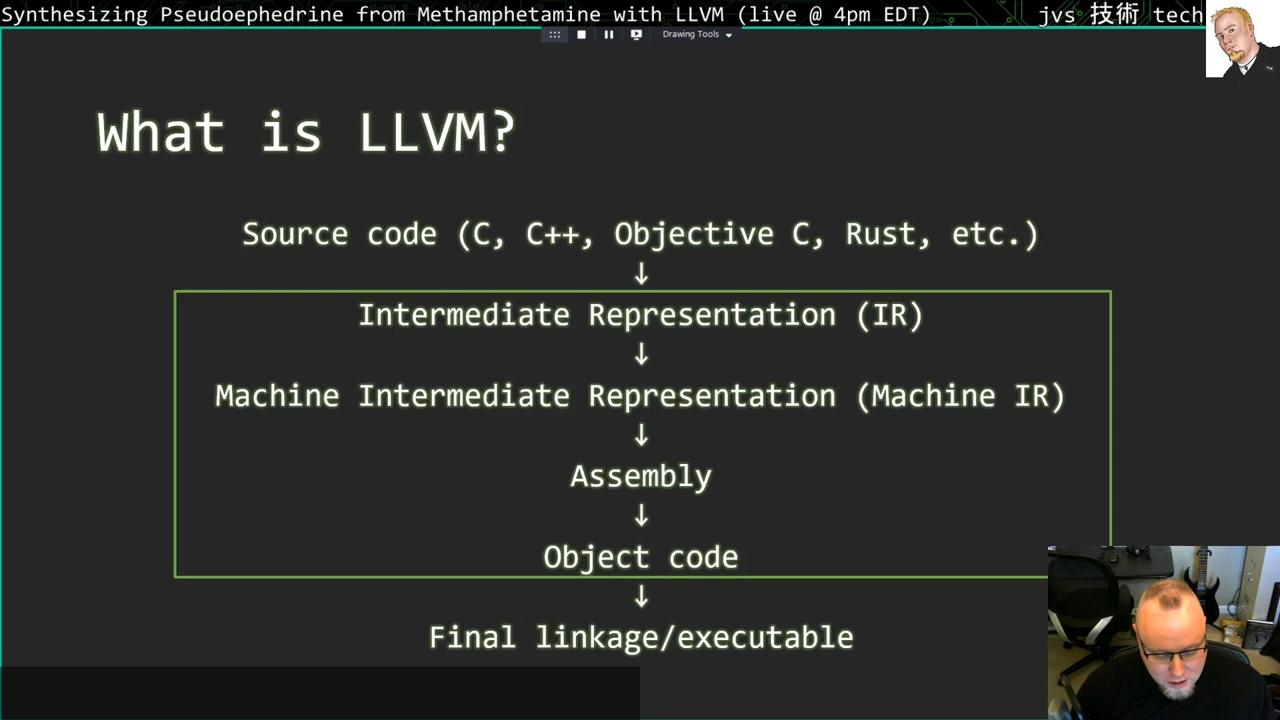 Synthesizing Pseudoephedrine from Methamphetamine with LLVM (live @ 4pm EDT)
jvs 技術 tech
Drawing Tools
What is LLVM?
Source code (C, C++, Objective C, Rust, etc.)
↓
Intermediate Representation (IR)
↓
Machine Intermediate Representation (Machine IR)
↓
Assembly
↓
Object code
↓
Final linkage/executable